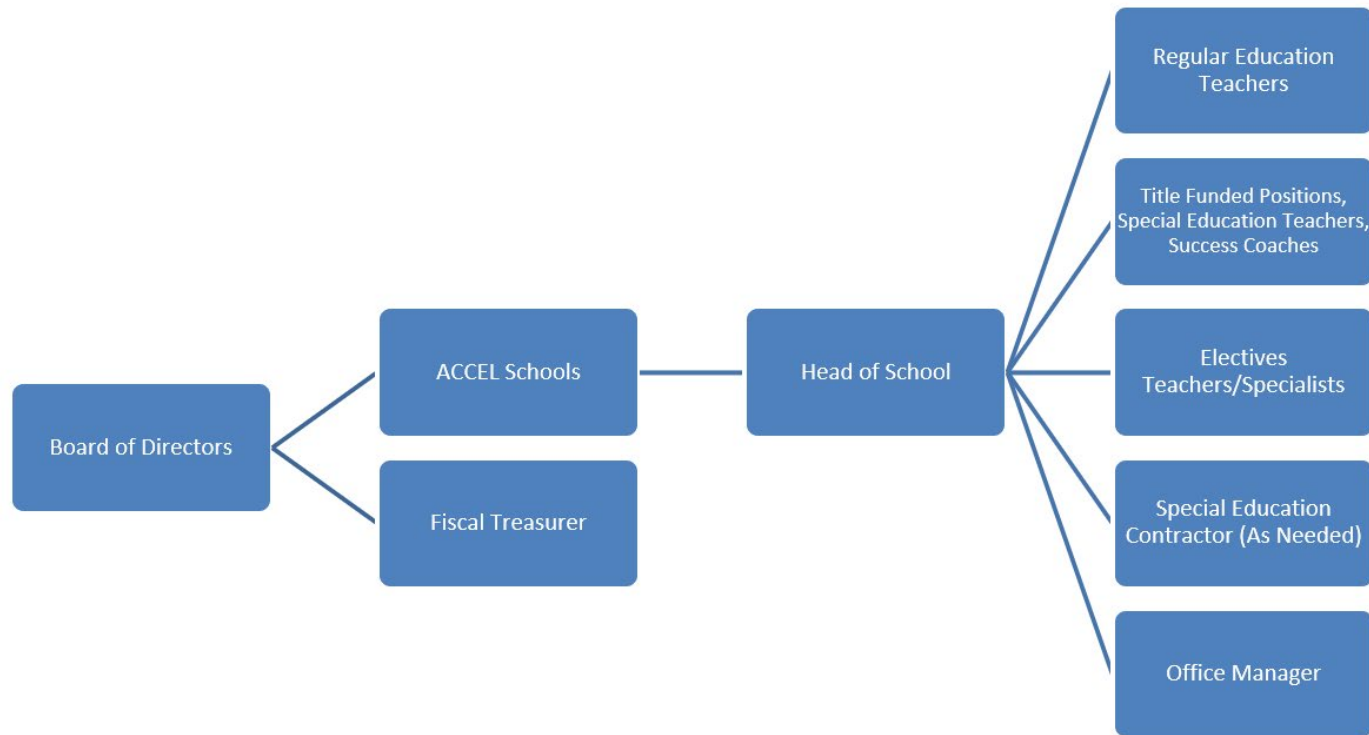 Board of Directors
ACCEL Schools
Fiscal Treasurer
Head of School
Regular Education
Teachers
Title Funded Positions,
Special Education Teachers,
Success Coaches
Electives
Teachers/Specialists
Special Education
Contractor (As Needed)
Office Manager